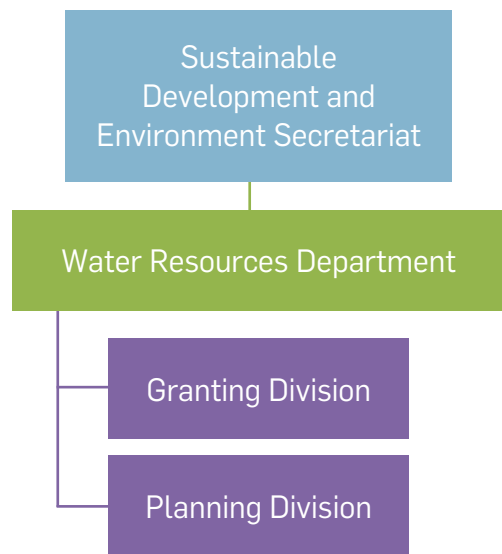 Sustainable
Development and
Environment Secretariat
Water Resources Department
Granting Division
Planning Division